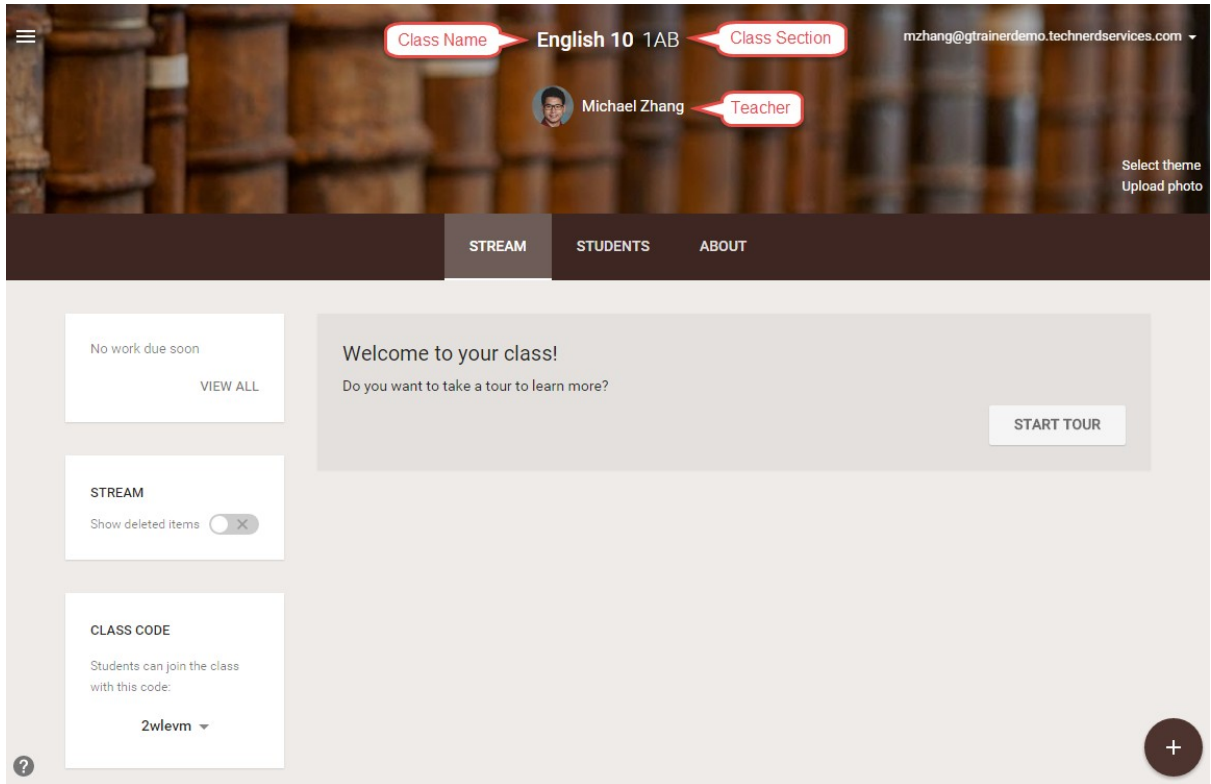 Class Name
English 10 1AB
Class Section
mzhang@gtrainerdemo.technerdservices.com
Michael Zhang
Teacher
Select theme
Upload photo
STREAM
STUDENTS
ABOUT
No work due soon
VIEW ALL
Welcome to your class!
Do you want to take a tour to learn more?
START TOUR
STREAM
Show deleted items
CLASS CODE
Students can join the class
with this code:
2wlevm
+
?